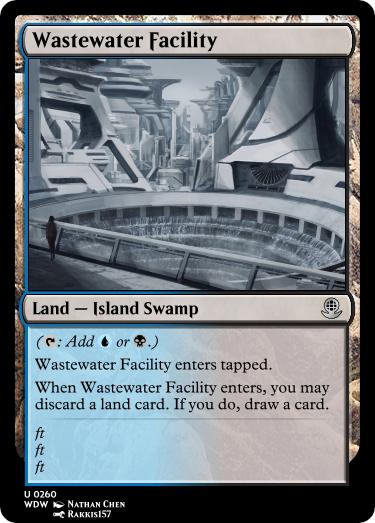 Wastewater Facility
Land — Island Swamp
(: Add or .)
Wastewater Facility enters tapped.
When Wastewater Facility enters, you may
discard a land card. If you do, draw a card.
ft
ft
ft
U 0260
WDW Nathan Chen
Rakkis157